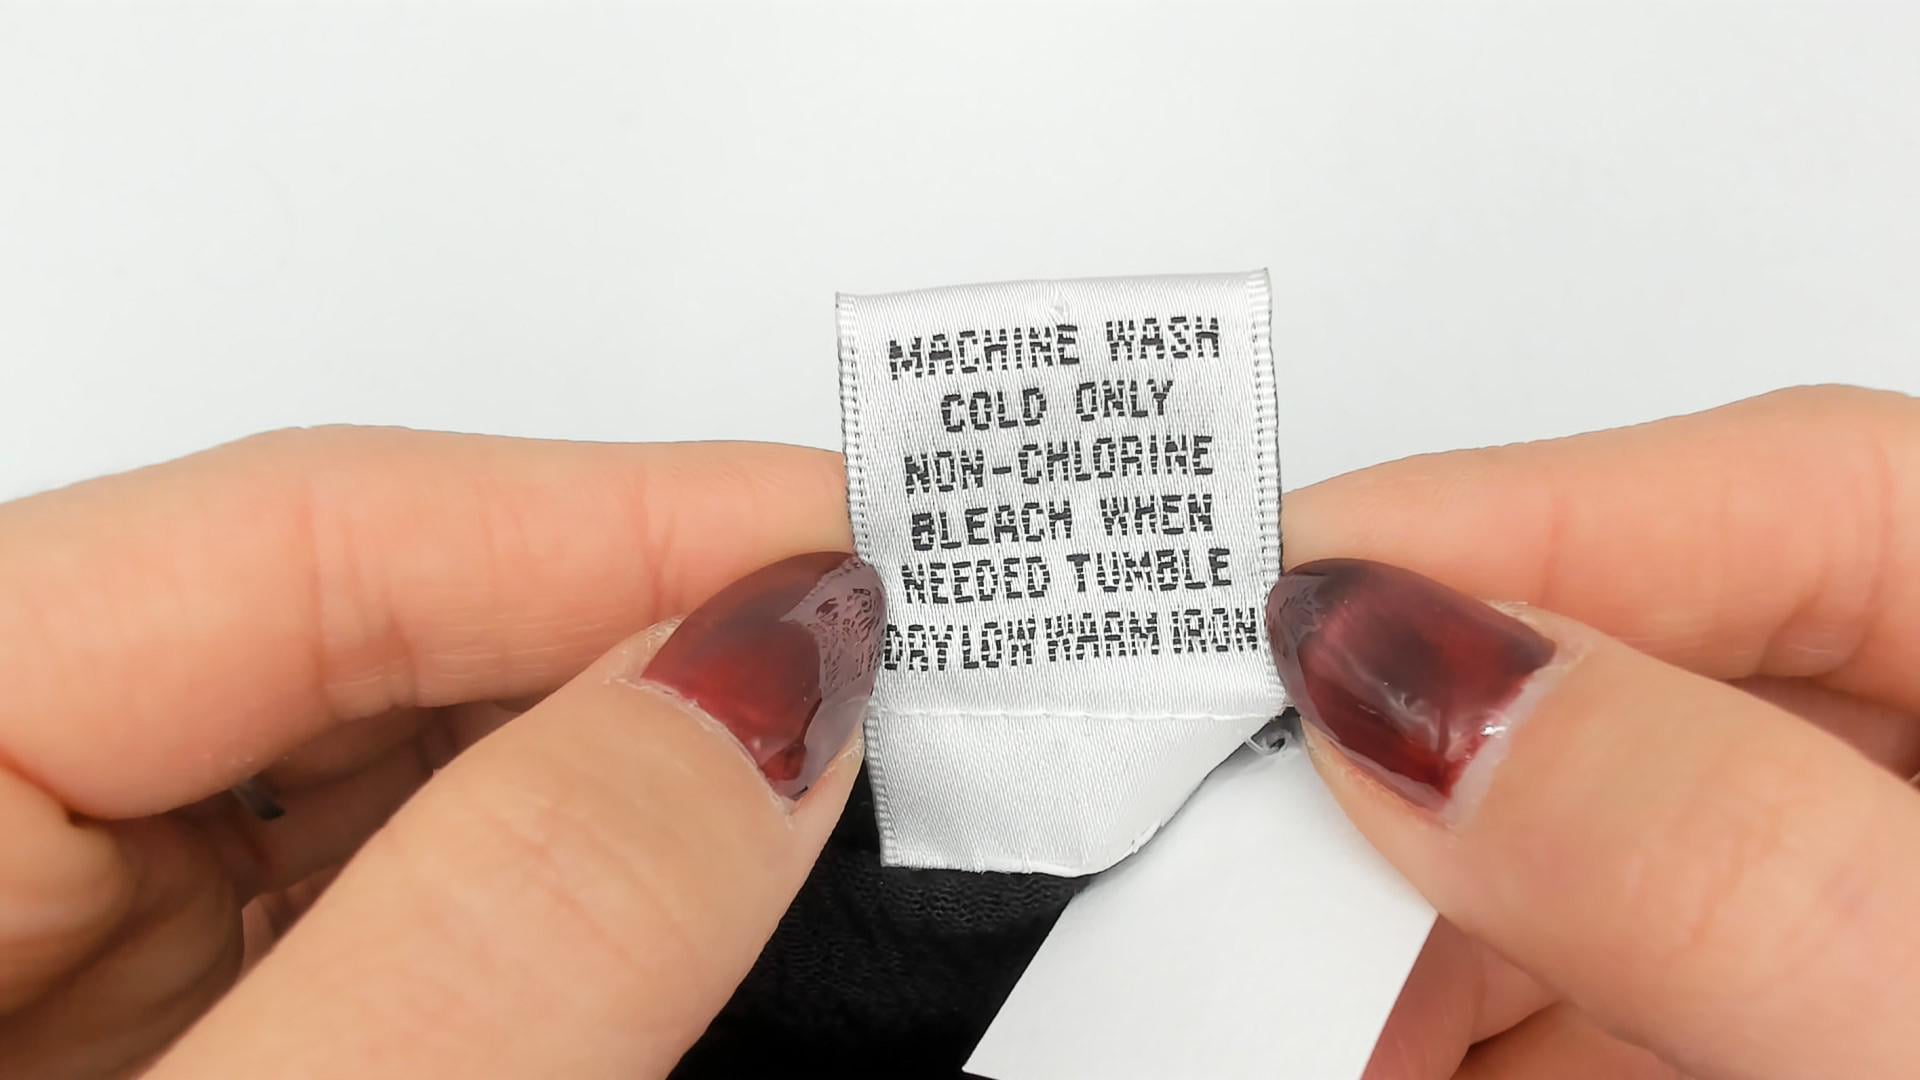 MACHINE WASH
COLD ONLY
NON-CHLORINE
BLEACH WHEN
NEEDED TUMBLE
DRY LOW WARM IRON